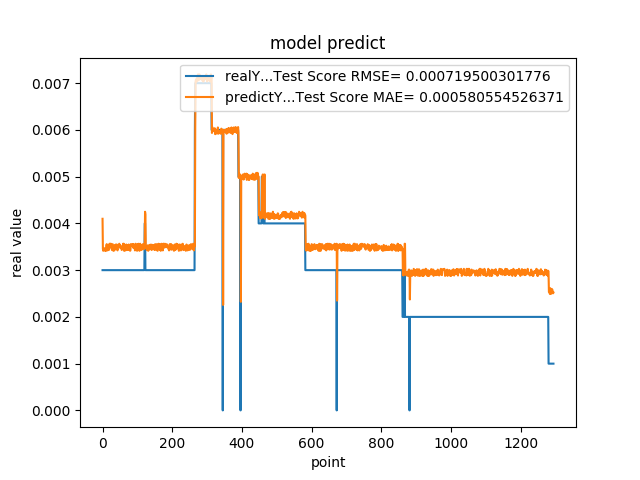 model predict
realY...Test Score RMSE= 0.000719500301776
predictY...Test Score MAE= 0.000580554526371
real value
0.007
0.006
0.005
0.004
0.003
0.002
0.001
0.000
0 200 400 600 800 1000 1200
point